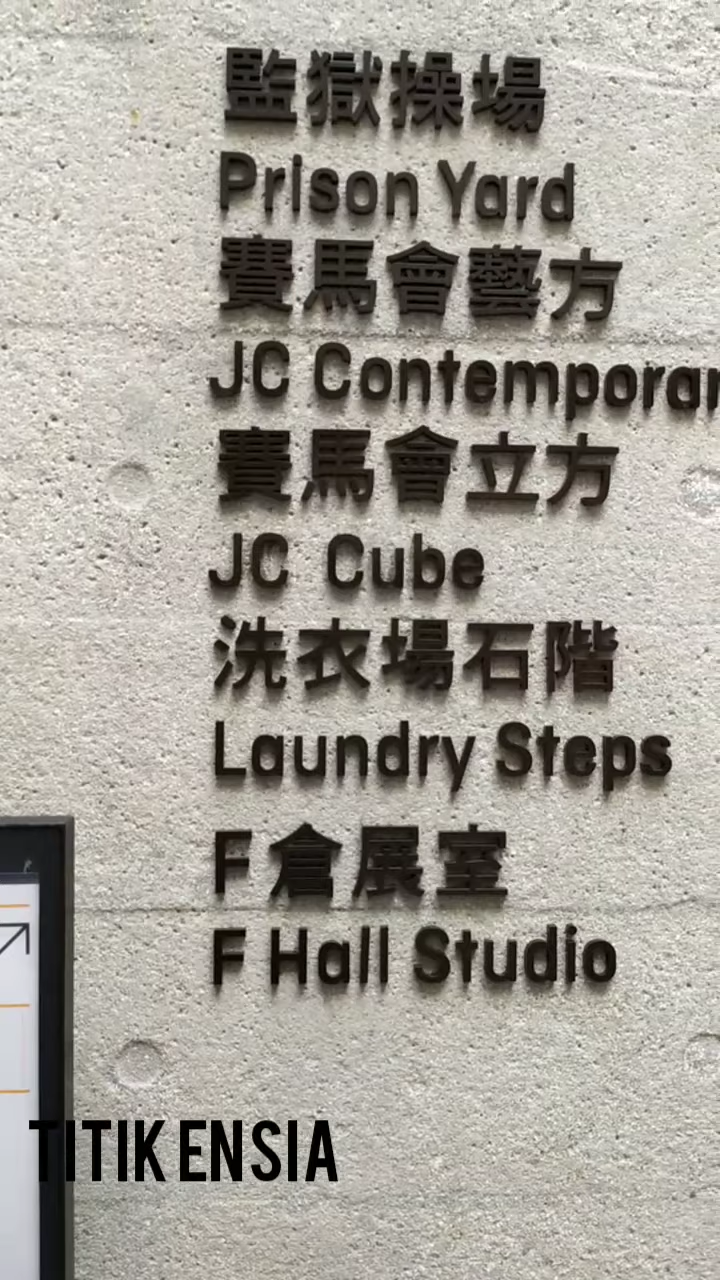 監獄操場
Prison Yard
賽馬會藝方
JC Contemporar
賽馬會立方
JC Cube
洗衣場石階
Laundry Steps
F倉展室
F Hall Studio
TITIK ENSIA